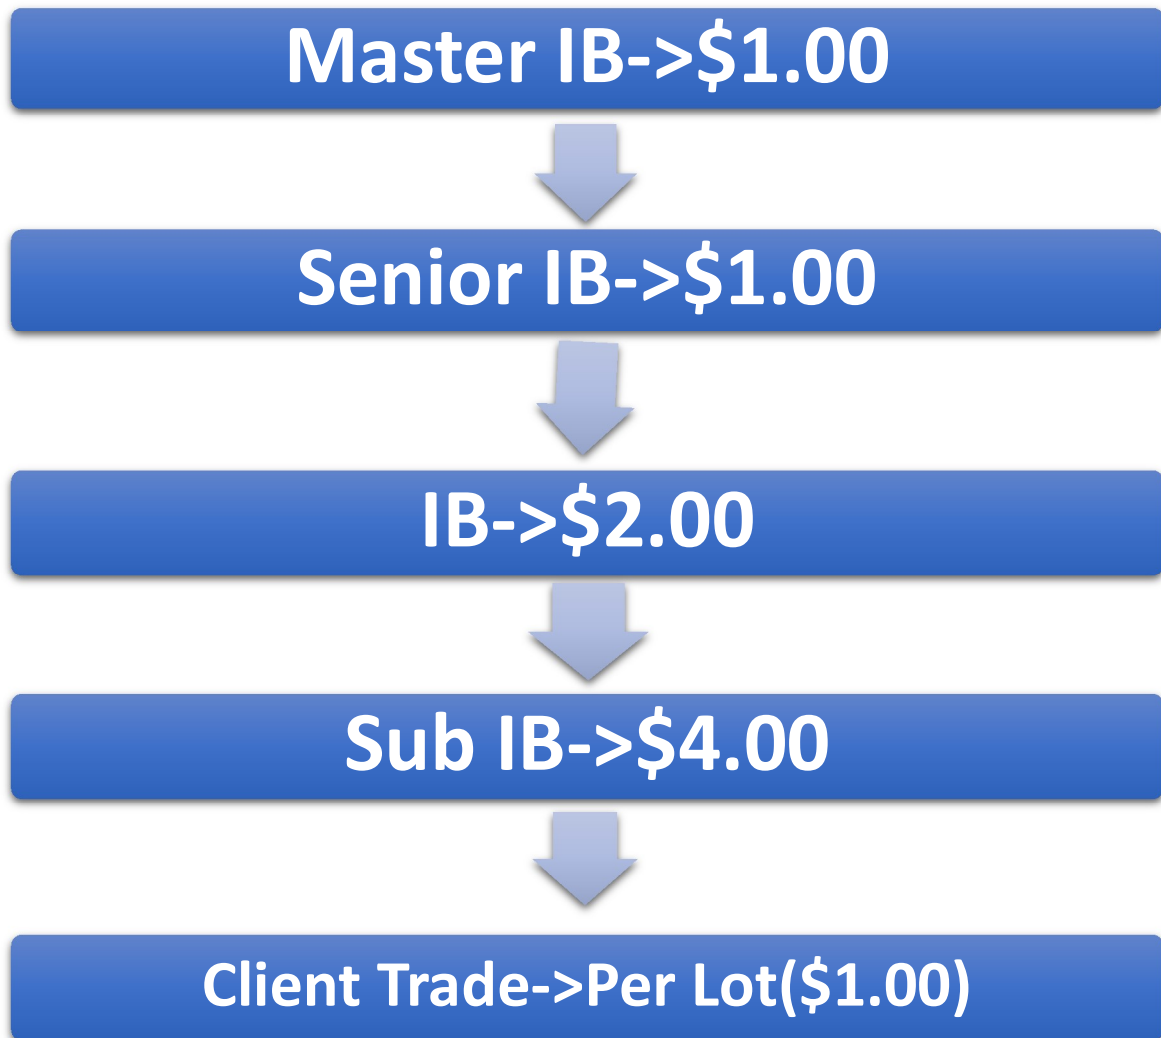 Master IB->$1.00
Senior IB->$1.00
IB->$2.00
Sub IB->$4.00
Client Trade->Per Lot($1.00)